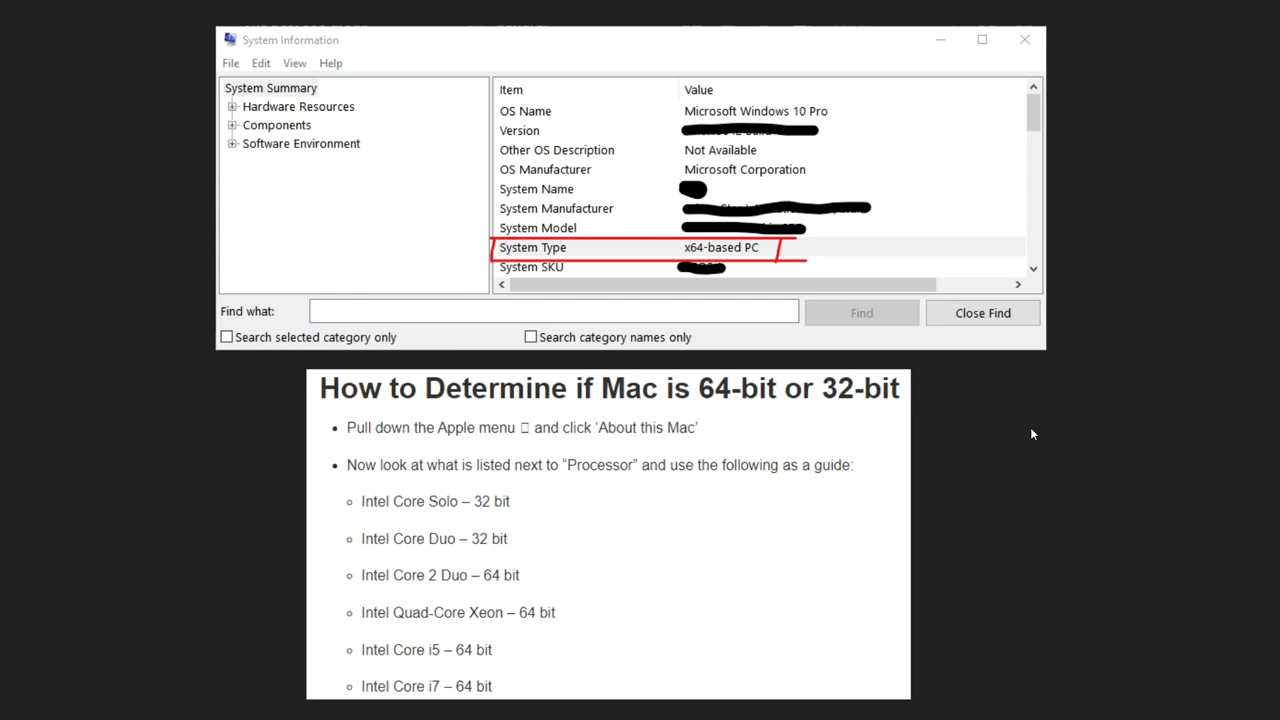 System Information
File Edit View Help
System Summary
Hardware Resources
Components
Software Environment
Item Value
OS Name Microsoft Windows 10 Pro
Version
Other OS Description Not Available
OS Manufacturer Microsoft Corporation
System Name
System Manufacturer
System Model
System Type x64-based PC
System SKU
Find what: Find Close Find
Search selected category only Search category names only
How to Determine if Mac is 64-bit or 32-bit
• Pull down the Apple menu and click ‘About this Mac’
• Now look at what is listed next to “Processor” and use the following as a guide:
◦ Intel Core Solo – 32 bit
◦ Intel Core Duo – 32 bit
◦ Intel Core 2 Duo – 64 bit
◦ Intel Quad-Core Xeon – 64 bit
◦ Intel Core i5 – 64 bit
◦ Intel Core i7 – 64 bit